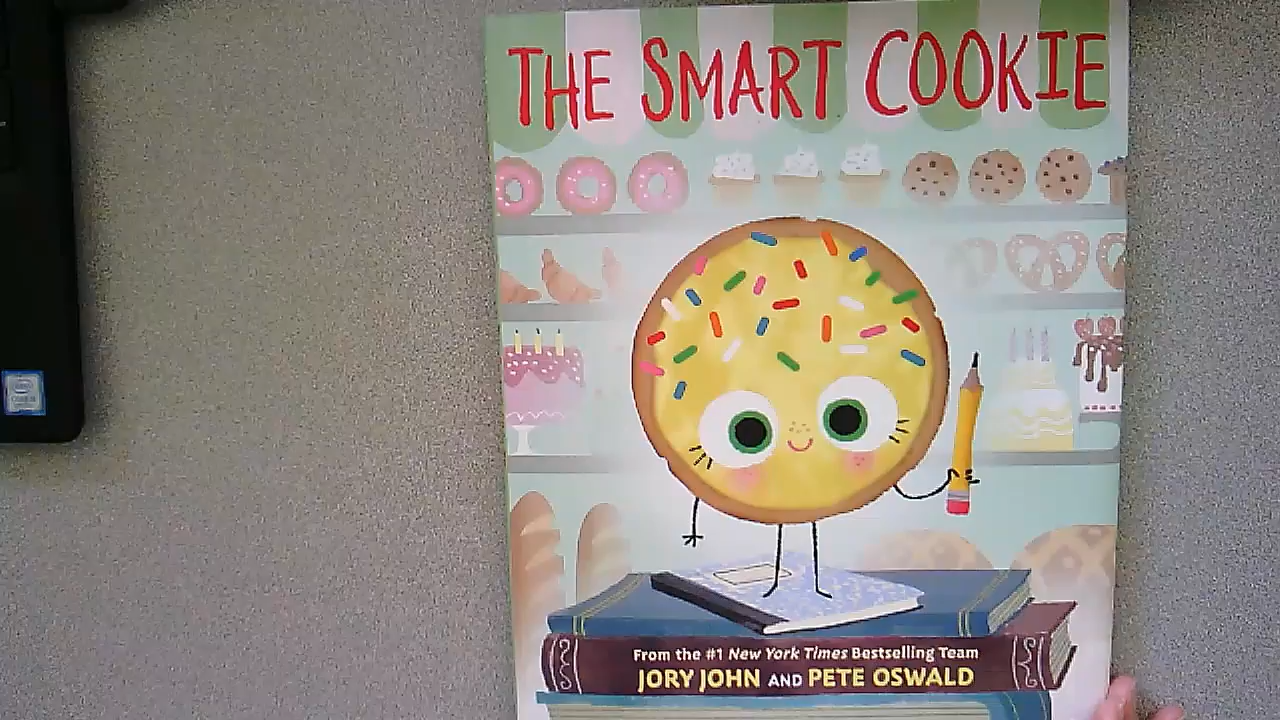 THE SMART COOKIE
From the #1 New York Times Bestselling Team
JORY JOHN AND PETE OSWALD